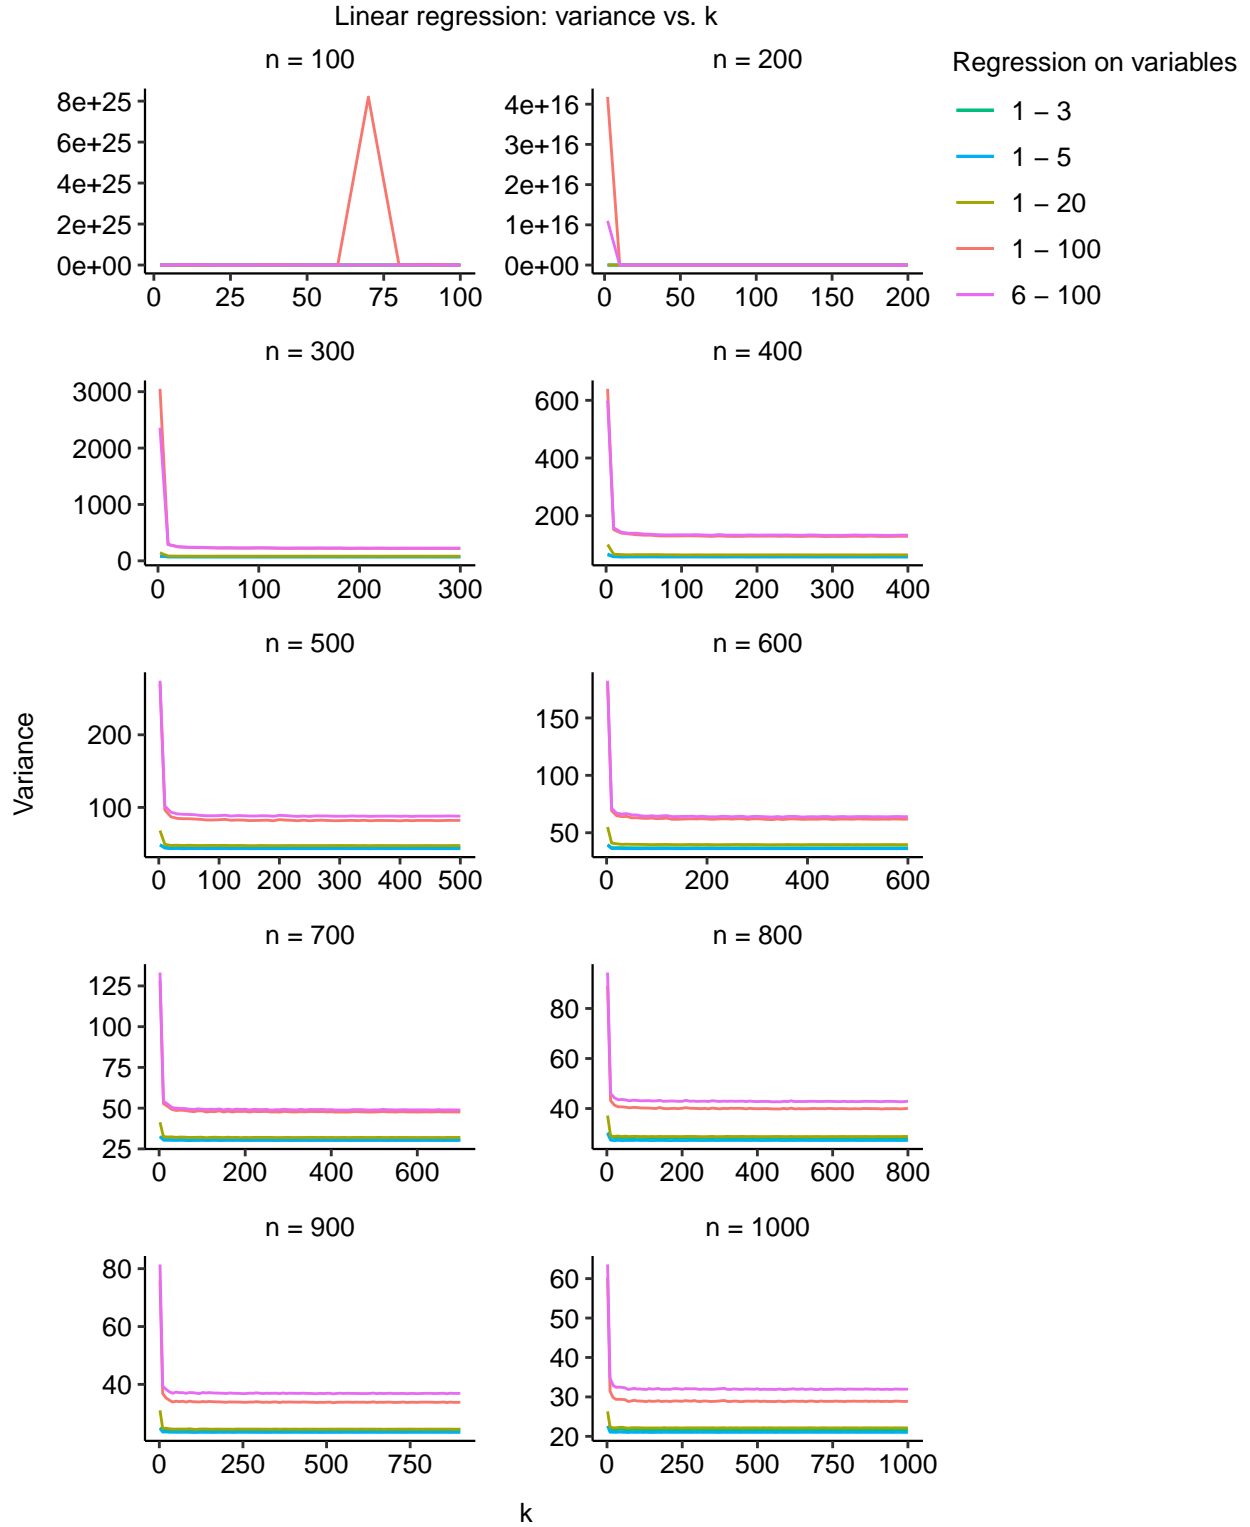 Linear regression: variance vs. k
n = 100
n = 200
Regression on variables
1 – 3
1 – 5
1 – 20
1 – 100
6 – 100
8e+25
6e+25
4e+25
2e+25
0e+00
0 25 50 75 100
4e+16
3e+16
2e+16
1e+16
0e+00
0 50 100 150 200
n = 300
n = 400
3000
2000
1000
0
0 100 200 300
600
400
200
0 100 200 300 400
n = 500
n = 600
200
100
0 100 200 300 400 500
150
100
50
0 200 400 600
Variance
n = 700
n = 800
125
100
75
50
25
0 200 400 600
80
60
40
0 200 400 600 800
n = 900
n = 1000
80
60
40
0 250 500 750
60
50
40
30
20
0 250 500 750 1000
k